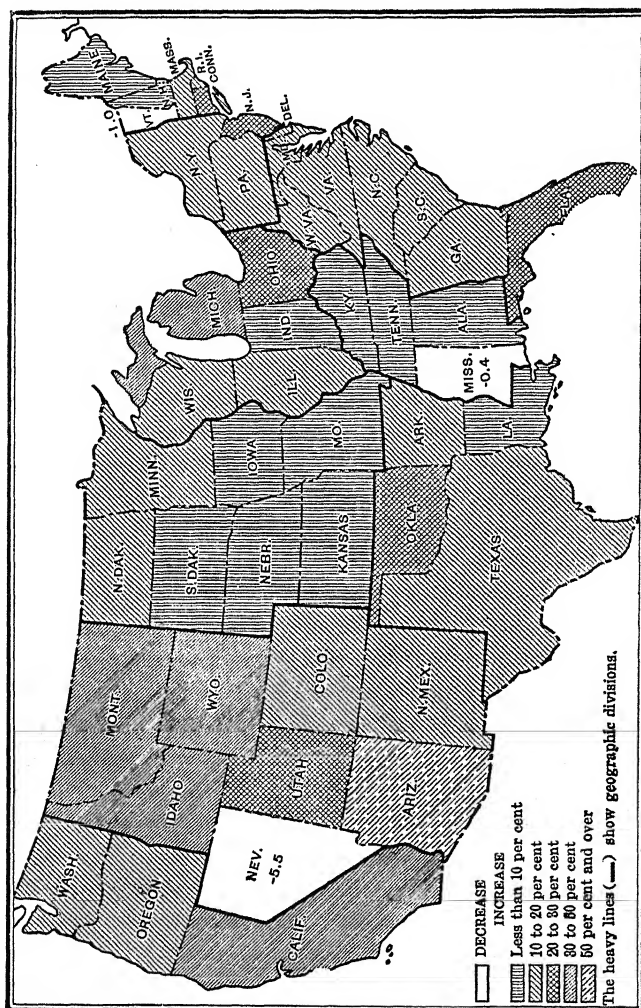 WASH.
MONT.
N.DAK.
MINN.
OREGON
IDAHO
WYO.
S.DAK.
WIS.
MICH.
-1.0
VT.
MAINE
N.Y.
MASS.
R.I.
CONN.
NEV.
-5.5
UTAH
COLO.
NEBR.
IOWA
ILL.
IND.
OHIO
PA.
N.J.
DEL.
CALIF.
KANSAS
MO.
KY.
W.VA.
VA.
ARIZ.
N.MEX.
OKLA.
ARK.
TENN.
N.C.
S.C.
TEXAS
LA.
MISS.
-0.4
ALA.
GA.
DECREASE
INCREASE
Less than 10 per cent
10 to 20 per cent
20 to 30 per cent
30 to 50 per cent
50 per cent and over
The heavy lines (—) show geographic divisions.